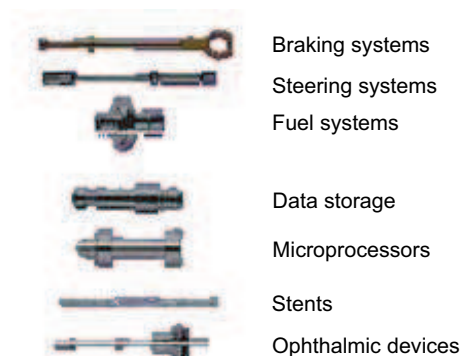 Braking systems
Steering systems
Fuel systems
Data storage
Microprocessors
Stents
Ophthalmic devices